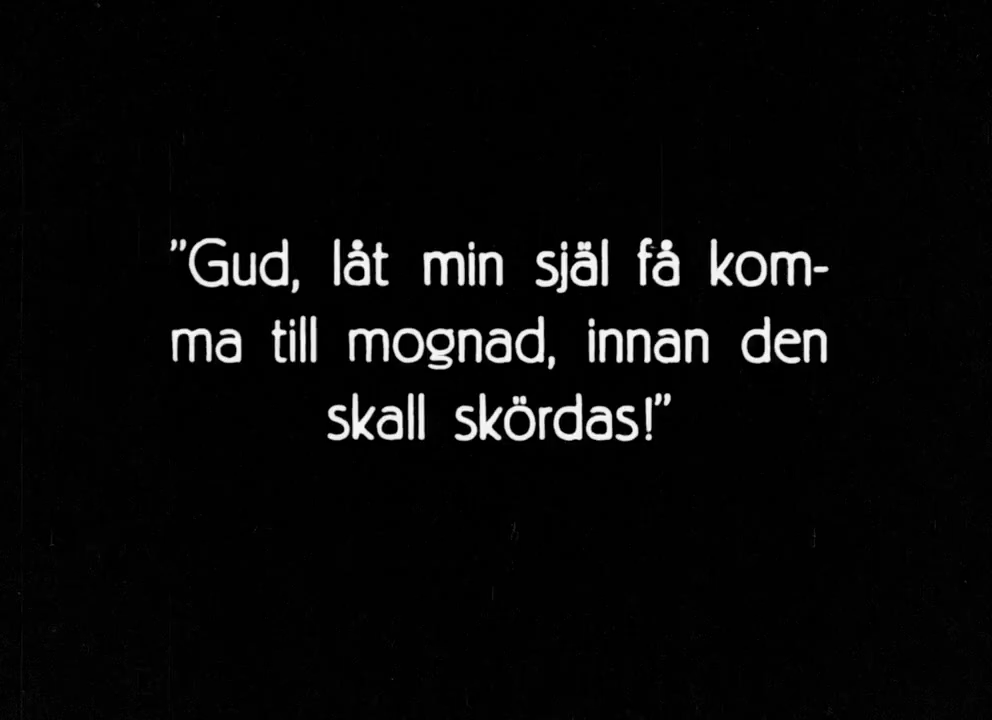 ”Gud, låt min själ få kom-
ma till mognad, innan den
skall skördas!”